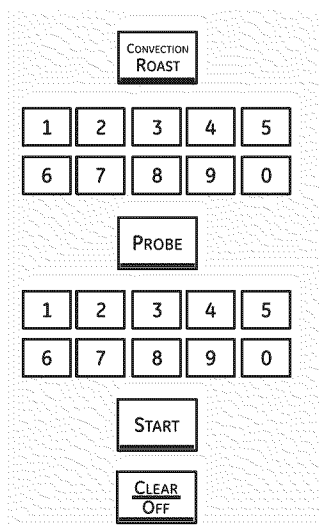 CONVECTION
ROAST
1 2 3 4 5
6 7 8 9 0
PROBE
1 2 3 4 5
6 7 8 9 0
START
CLEAR
OFF